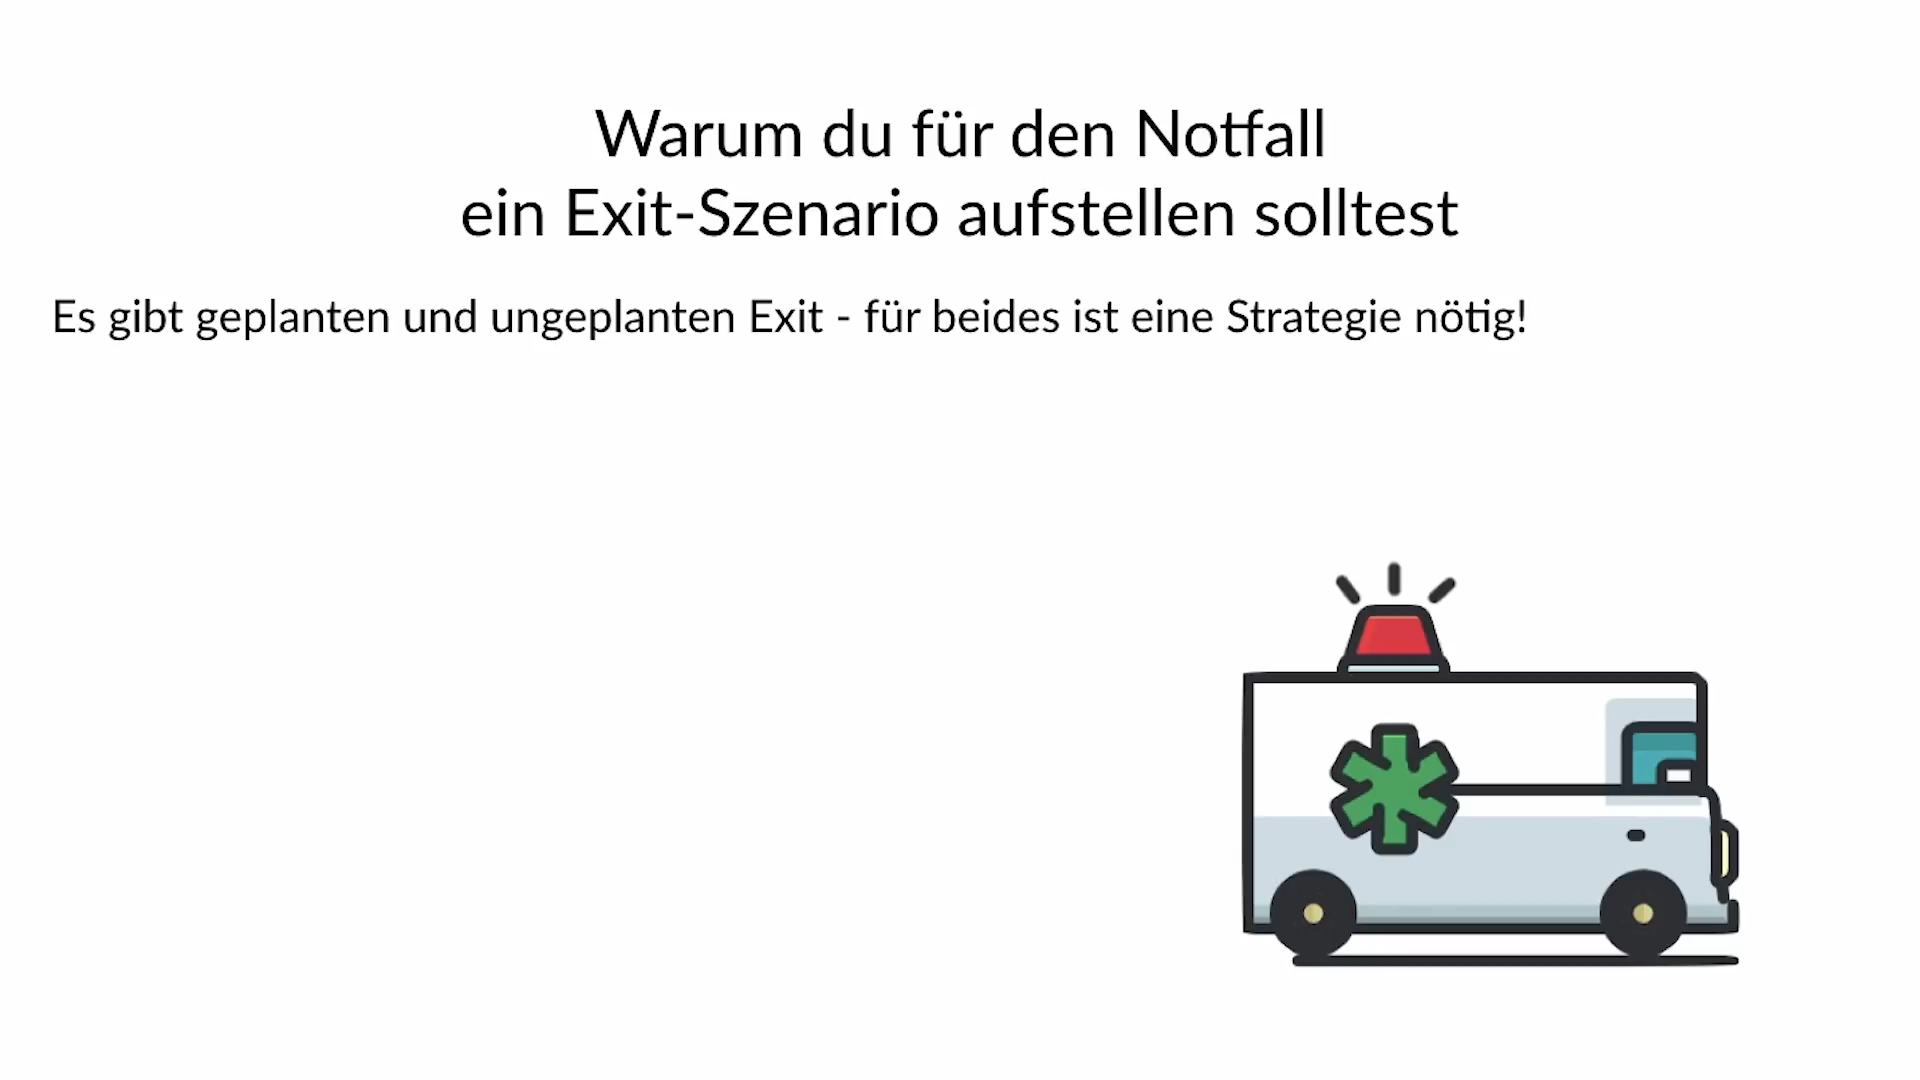 Warum du für den Notfall
ein Exit-Szenario aufstellen solltest
Es gibt geplanten und ungeplanten Exit - für beides ist eine Strategie nötig!